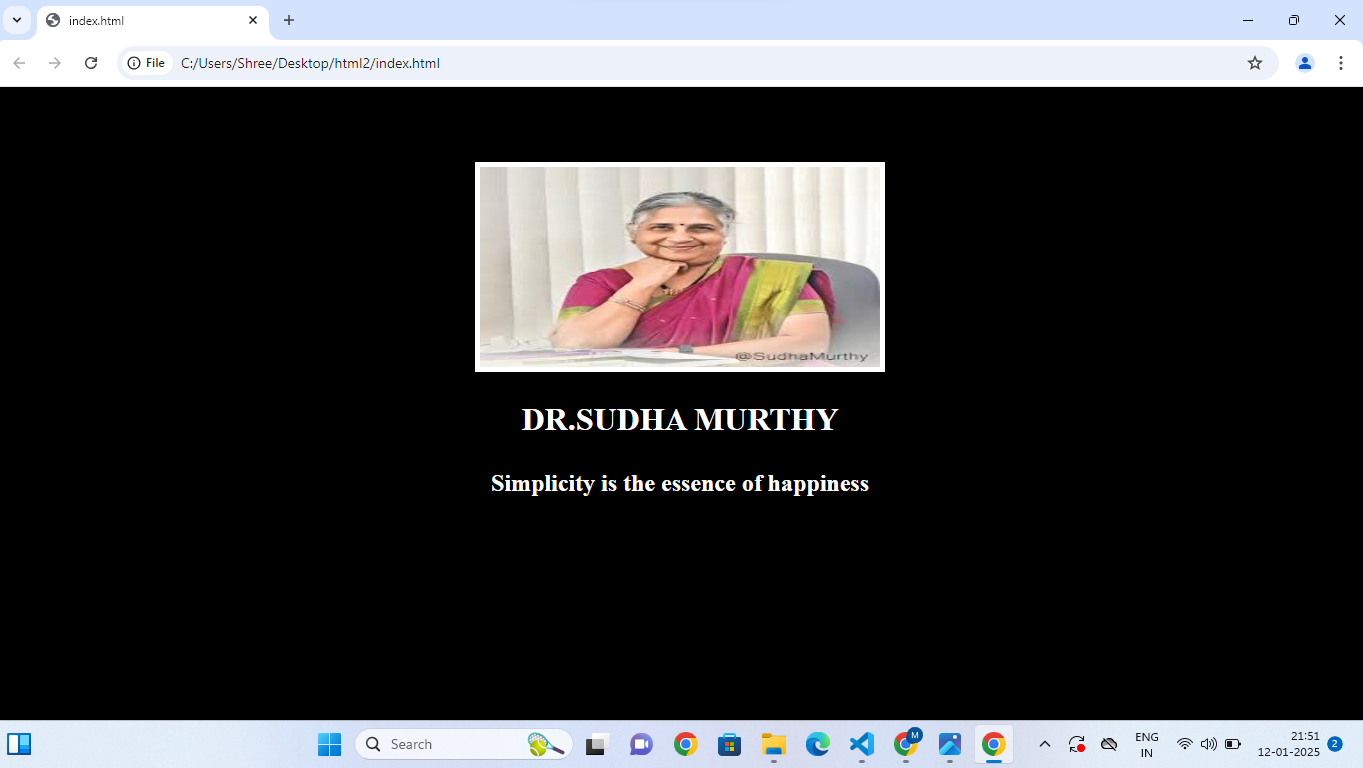 index.html
File
C:/Users/Shree/Desktop/html2/index.html
@SudhaMurthy
DR.SUDHA MURTHY
Simplicity is the essence of happiness
Search
M
ENG
IN
21:51
12-01-2025
2